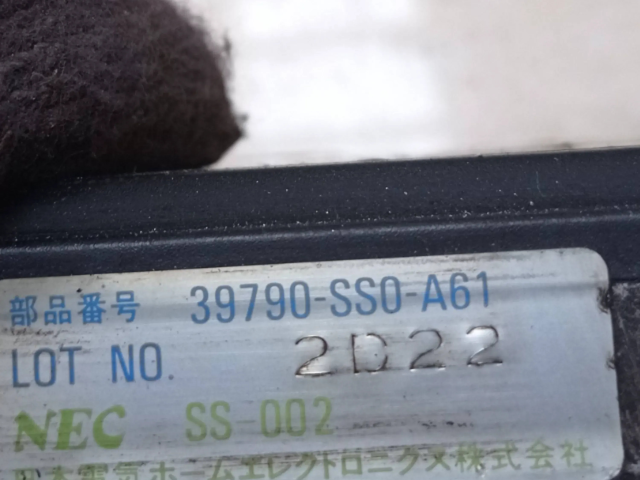 部品番号 39790-SS0-A61
LOT NO. 2D22
NEC SS-002
日本電気ホームエレクトロニクス株式会社